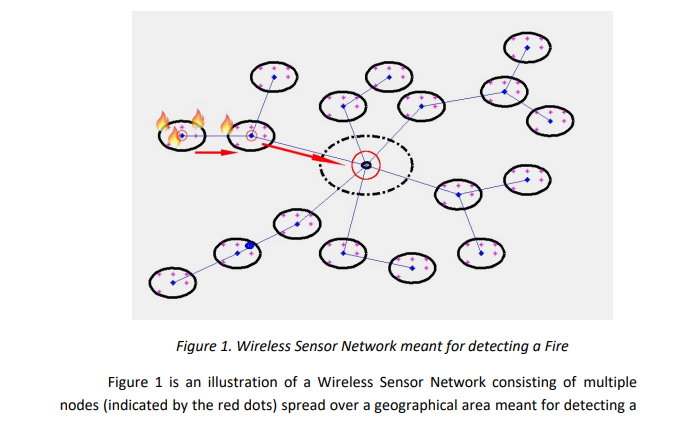 Figure 1. Wireless Sensor Network meant for detecting a Fire
Figure 1 is an illustration of a Wireless Sensor Network consisting of multiple
nodes (indicated by the red dots) spread over a geographical area meant for detecting a